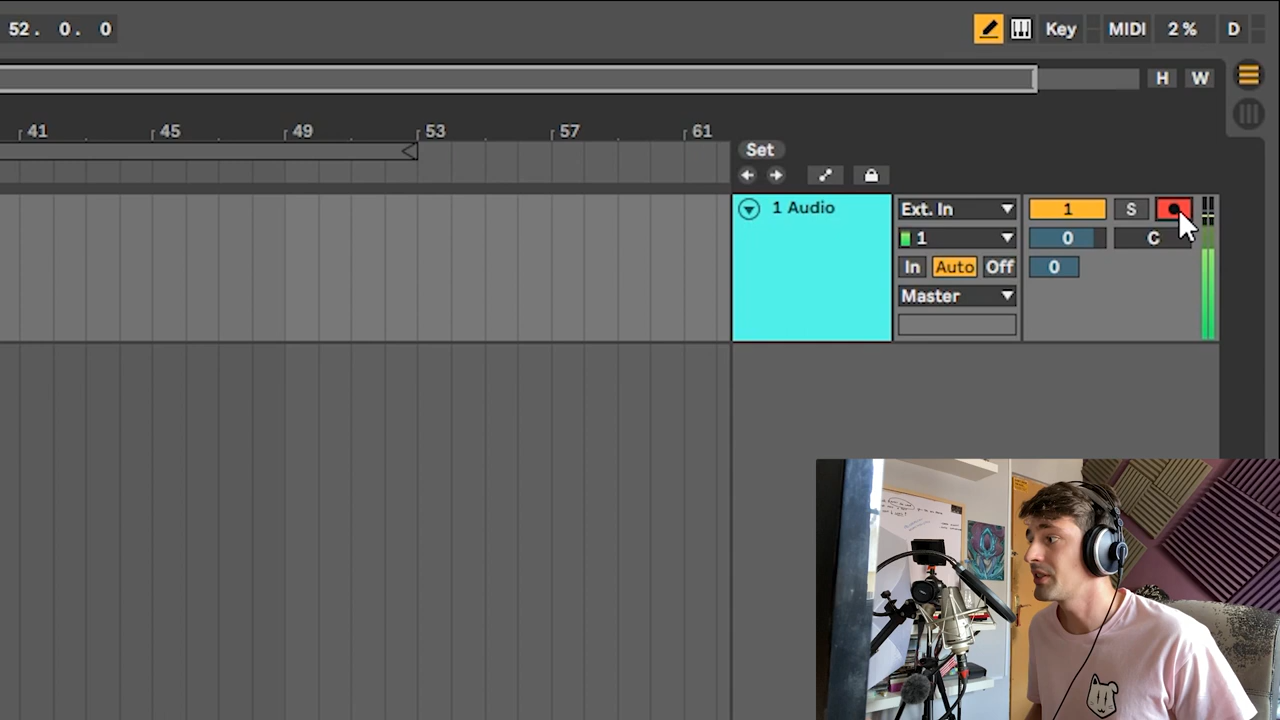 52. 0. 0 Key MIDI 2 % D
H W
41 45 49 53 57 61
Set
1 Audio Ext. In 1 S
1 0 C
In Auto Off 0
Master